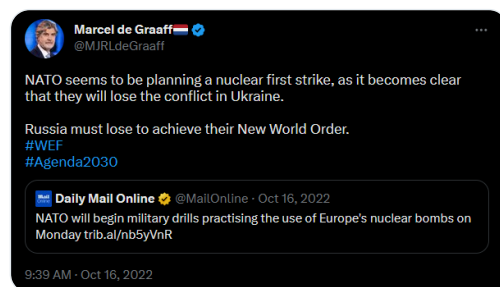 Marcel de Graaff
@MJRLdeGraaff
NATO seems to be planning a nuclear first strike, as it becomes clear
that they will lose the conflict in Ukraine.
Russia must lose to achieve their New World Order.
#WEF
#Agenda2030
Daily Mail Online @MailOnline · Oct 16, 2022
NATO will begin military drills practising the use of Europe's nuclear bombs on
Monday trib.al/nb5yVnR
9:39 AM · Oct 16, 2022